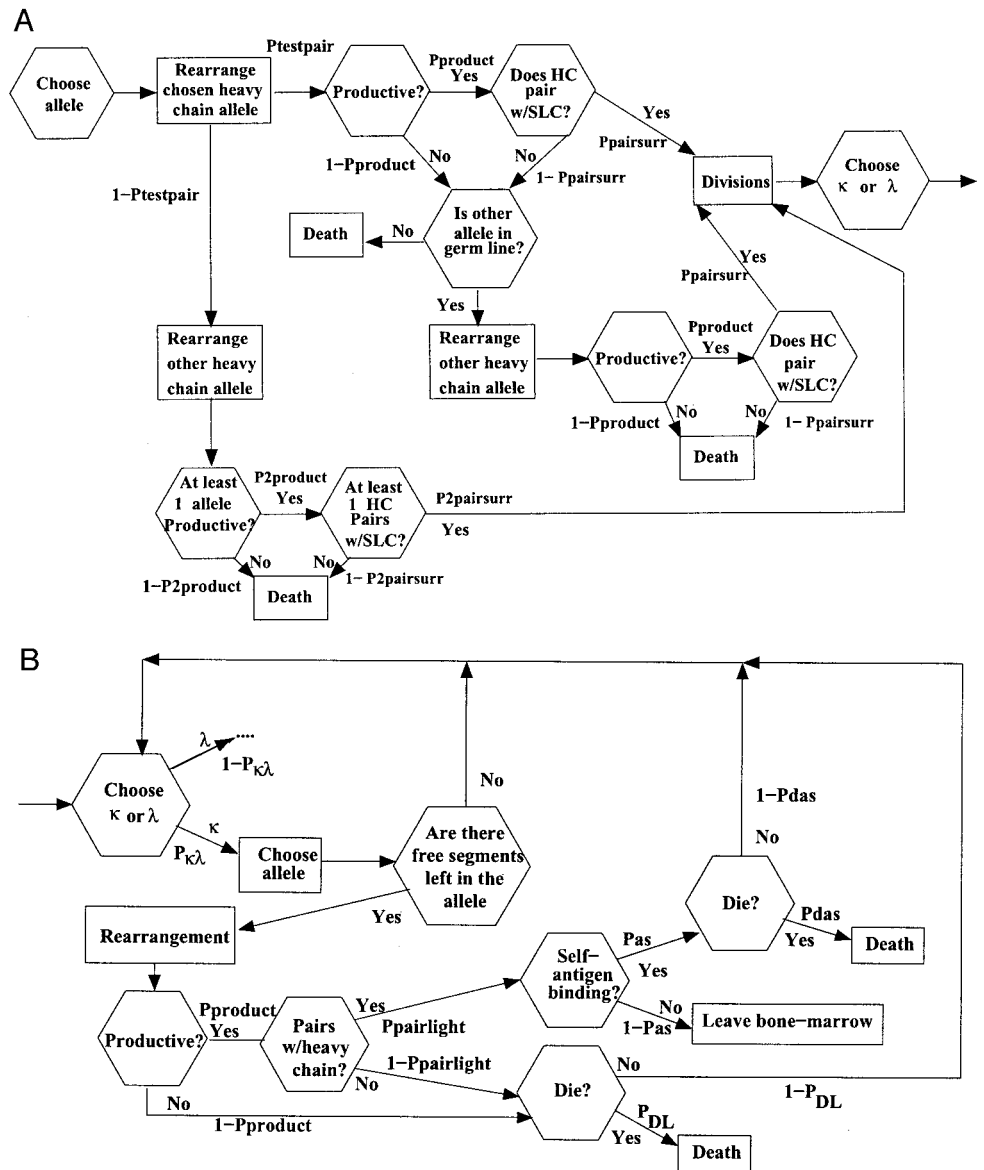 A
Choose
allele
Rearrange
chosen heavy
chain allele
Ptestpair
Productive?
Pproduct
Yes
Does HC
pair
w/SLC?
Yes
Ppairsurr
No
1-Pproduct
No
1- Ppairsurr
Divisions
Choose
κ or λ
1-Ptestpair
Is other
allele in
germ line?
No
Death
Yes
Yes
Ppairsurr
Rearrange
other heavy
chain allele
Rearrange
other heavy
chain allele
Productive?
Pproduct
Yes
Does HC
pair
w/SLC?
1-Pproduct
No
No
1- Ppairsurr
Death
At least
1 allele
Productive?
P2product
Yes
At least
1 HC
Pairs
w/SLC?
P2pairsurr
Yes
No
1-P2product
No
1- P2pairsurr
Death
B
Choose
κ or λ
λ
....
1-Pκλ
κ
Pκλ
Choose
allele
Are there
free segments
left in the
allele
No
Yes
Rearrangement
1-Pdas
No
Die?
Pdas
Yes
Death
Productive?
Pproduct
Yes
Pairs
w/heavy
chain?
Yes
Ppairlight
1-Ppairlight
No
Self-
antigen
binding?
Pas
Yes
No
1-Pas
Leave bone-marrow
No
1-Pproduct
Die?
No
1-PDL
PDL
Yes
Death